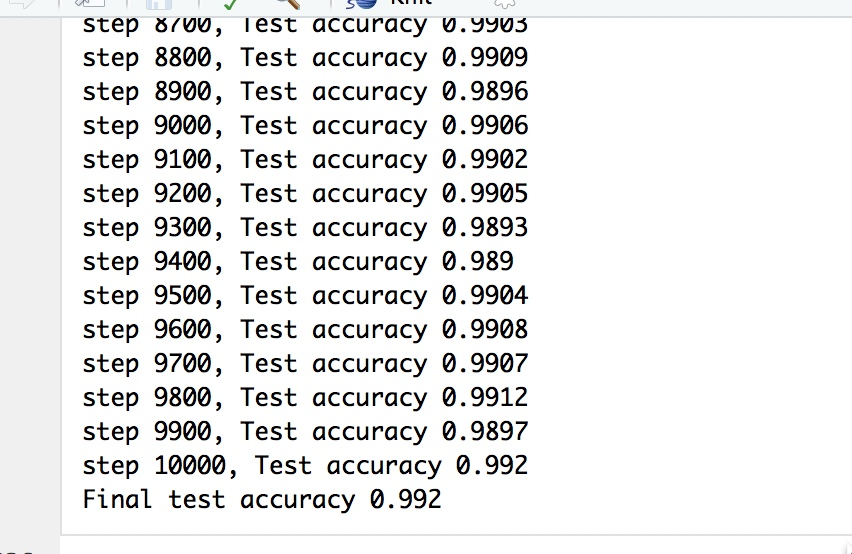 Knit
step 8700, Test accuracy 0.9903
step 8800, Test accuracy 0.9909
step 8900, Test accuracy 0.9896
step 9000, Test accuracy 0.9906
step 9100, Test accuracy 0.9902
step 9200, Test accuracy 0.9905
step 9300, Test accuracy 0.9893
step 9400, Test accuracy 0.989
step 9500, Test accuracy 0.9904
step 9600, Test accuracy 0.9908
step 9700, Test accuracy 0.9907
step 9800, Test accuracy 0.9912
step 9900, Test accuracy 0.9897
step 10000, Test accuracy 0.992
Final test accuracy 0.992